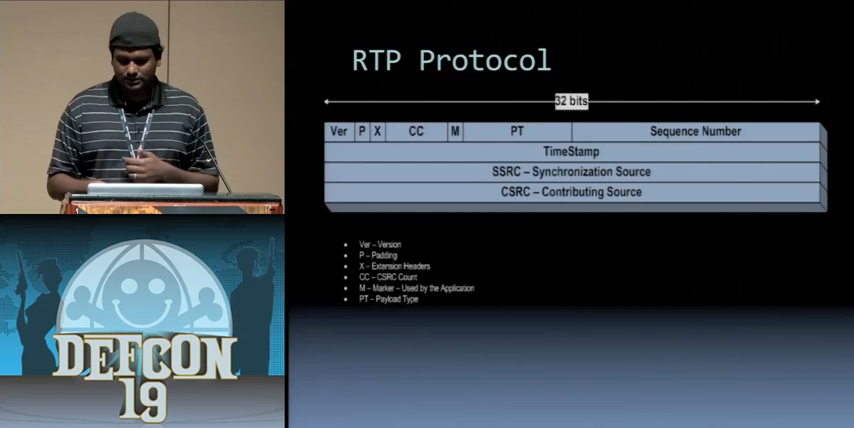 RTP Protocol
32 bits
Ver P X CC M PT Sequence Number
TimeStamp
SSRC – Synchronization Source
CSRC – Contributing Source
• Ver – Version
• P – Padding
• X – Extension Headers
• CC – CSRC Count
• M – Marker – Used by the Application
• PT – Payload Type
DEFCON
19